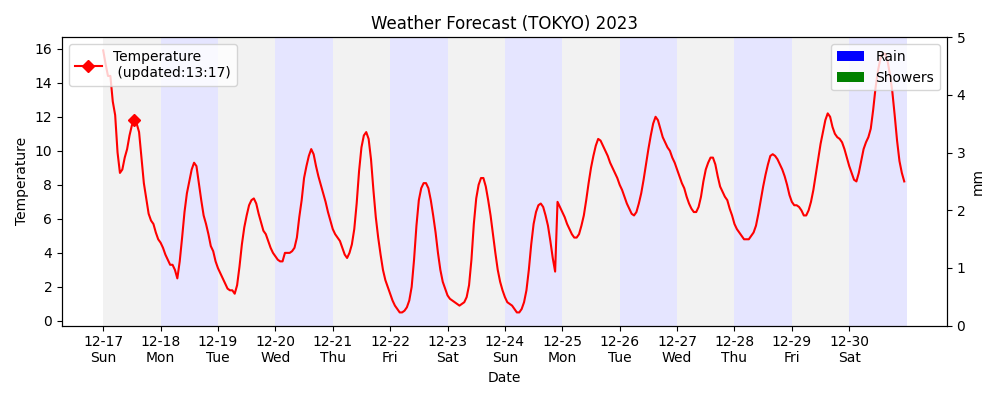 Weather Forecast (TOKYO) 2023
Temperature
(updated:13:17)
Rain
Showers
16
14
12
10
8
6
4
2
0
Temperature
5
4
3
2
1
0
mm
12-17 12-18 12-19 12-20 12-21 12-22 12-23 12-24 12-25 12-26 12-27 12-28 12-29 12-30
Sun Mon Tue Wed Thu Fri Sat Sun Mon Tue Wed Thu Fri Sat
Date